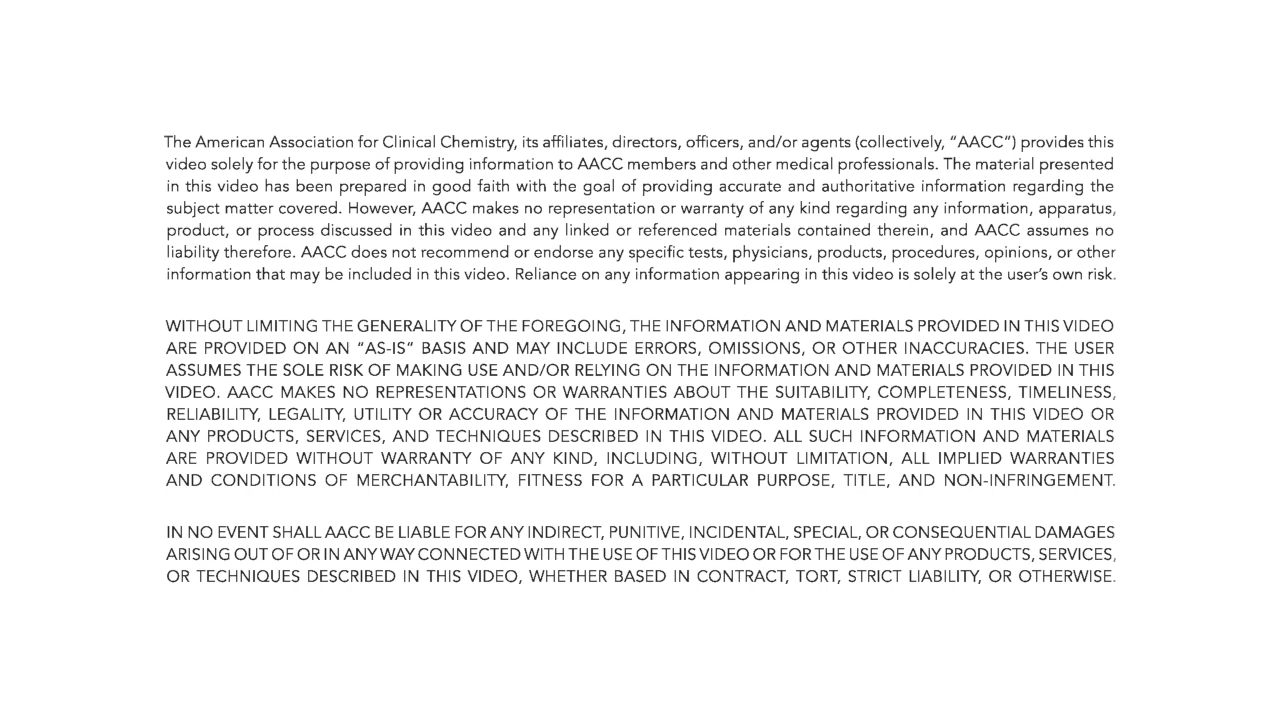 The American Association for Clinical Chemistry, its affiliates, directors, officers, and/or agents (collectively, “AACC”) provides this
video solely for the purpose of providing information to AACC members and other medical professionals. The material presented
in this video has been prepared in good faith with the goal of providing accurate and authoritative information regarding the
subject matter covered. However, AACC makes no representation or warranty of any kind regarding any information, apparatus,
product, or process discussed in this video and any linked or referenced materials contained therein, and AACC assumes no
liability therefore. AACC does not recommend or endorse any specific tests, physicians, products, procedures, opinions, or other
information that may be included in this video. Reliance on any information appearing in this video is solely at the user’s own risk.
WITHOUT LIMITING THE GENERALITY OF THE FOREGOING, THE INFORMATION AND MATERIALS PROVIDED IN THIS VIDEO
ARE PROVIDED ON AN “AS-IS” BASIS AND MAY INCLUDE ERRORS, OMISSIONS, OR OTHER INACCURACIES. THE USER
ASSUMES THE SOLE RISK OF MAKING USE AND/OR RELYING ON THE INFORMATION AND MATERIALS PROVIDED IN THIS
VIDEO. AACC MAKES NO REPRESENTATIONS OR WARRANTIES ABOUT THE SUITABILITY, COMPLETENESS, TIMELINESS,
RELIABILITY, LEGALITY, UTILITY OR ACCURACY OF THE INFORMATION AND MATERIALS PROVIDED IN THIS VIDEO OR
ANY PRODUCTS, SERVICES, AND TECHNIQUES DESCRIBED IN THIS VIDEO. ALL SUCH INFORMATION AND MATERIALS
ARE PROVIDED WITHOUT WARRANTY OF ANY KIND, INCLUDING, WITHOUT LIMITATION, ALL IMPLIED WARRANTIES
AND CONDITIONS OF MERCHANTABILITY, FITNESS FOR A PARTICULAR PURPOSE, TITLE, AND NON-INFRINGEMENT.
IN NO EVENT SHALL AACC BE LIABLE FOR ANY INDIRECT, PUNITIVE, INCIDENTAL, SPECIAL, OR CONSEQUENTIAL DAMAGES
ARISING OUT OF OR IN ANY WAY CONNECTED WITH THE USE OF THIS VIDEO OR FOR THE USE OF ANY PRODUCTS, SERVICES,
OR TECHNIQUES DESCRIBED IN THIS VIDEO, WHETHER BASED IN CONTRACT, TORT, STRICT LIABILITY, OR OTHERWISE.